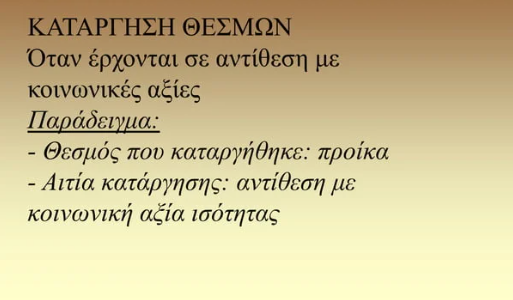 ΚΑΤΑΡΓΗΣΗ ΘΕΣΜΩΝ
Όταν έρχονται σε αντίθεση με
κοινωνικές αξίες
Παράδειγμα:
- Θεσμός που καταργήθηκε: προίκα
- Αιτία κατάργησης: αντίθεση με
κοινωνική αξία ισότητας